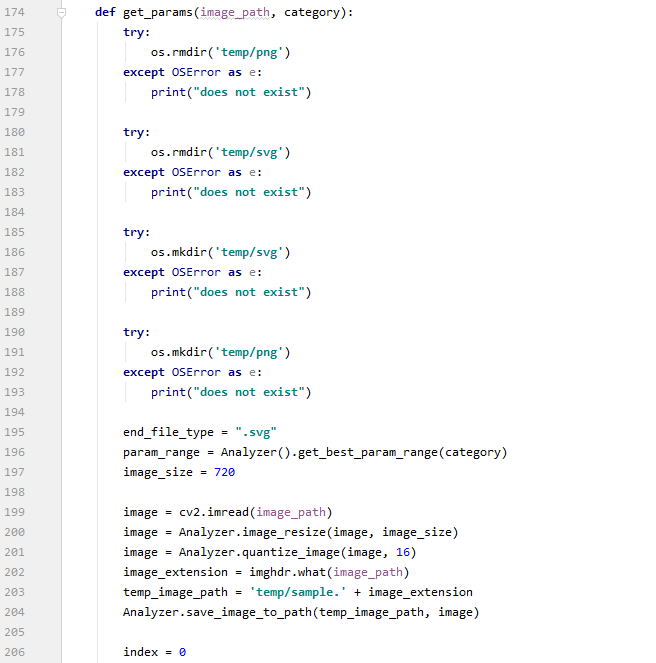 174 def get_params(image_path, category):
175 try:
176 os.rmdir('temp/png')
177 except OSError as e:
178 print("does not exist")
179
180 try:
181 os.rmdir('temp/svg')
182 except OSError as e:
183 print("does not exist")
184
185 try:
186 os.mkdir('temp/svg')
187 except OSError as e:
188 print("does not exist")
189
190 try:
191 os.mkdir('temp/png')
192 except OSError as e:
193 print("does not exist")
194
195 end_file_type = ".svg"
196 param_range = Analyzer().get_best_param_range(category)
197 image_size = 720
198
199 image = cv2.imread(image_path)
200 image = Analyzer.image_resize(image, image_size)
201 image = Analyzer.quantize_image(image, 16)
202 image_extension = imghdr.what(image_path)
203 temp_image_path = 'temp/sample.' + image_extension
204 Analyzer.save_image_to_path(temp_image_path, image)
205
206 index = 0